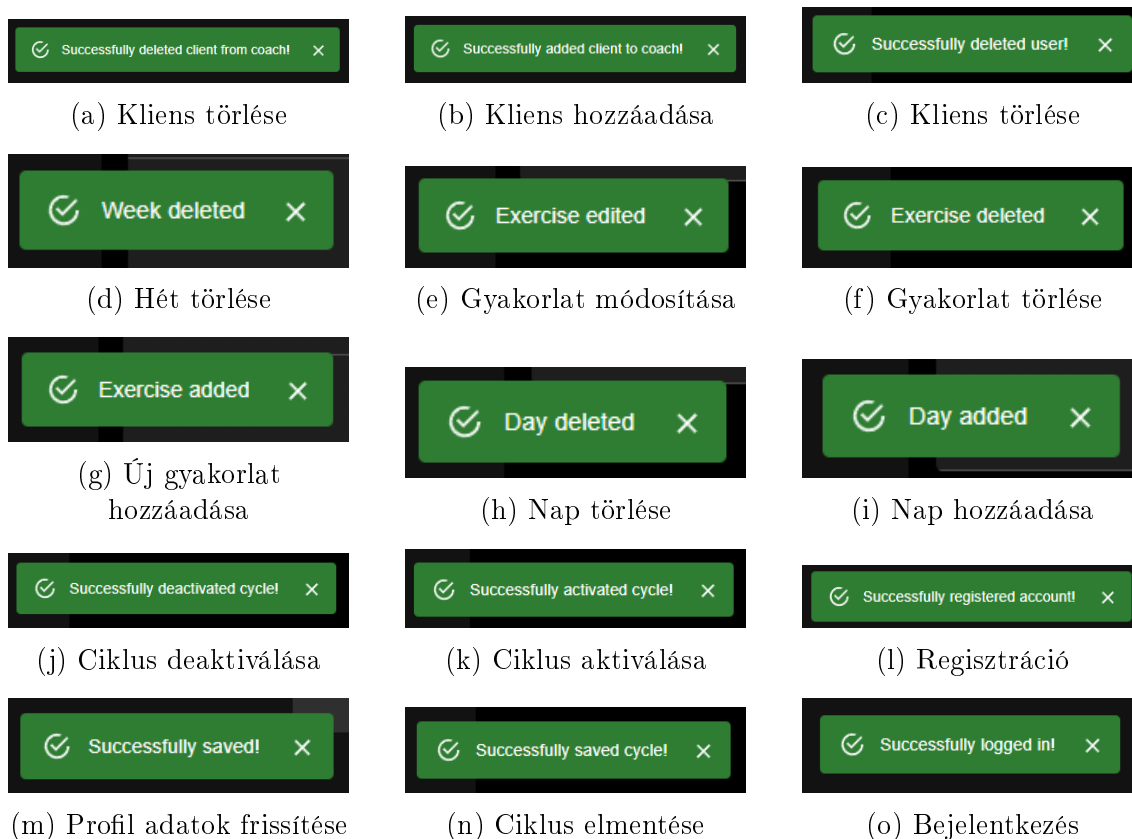 Successfully deleted client from coach!
Successfully added client to coach!
Successfully deleted user!
(a) Kliens törlése
(b) Kliens hozzáadása
(c) Kliens törlése
Week deleted
Exercise edited
Exercise deleted
(d) Hét törlése
(e) Gyakorlat módosítása
(f) Gyakorlat törlése
Exercise added
Day deleted
Day added
(g) Új gyakorlat
hozzáadása
(h) Nap törlése
(i) Nap hozzáadása
Successfully deactivated cycle!
Successfully activated cycle!
Successfully registered account!
(j) Ciklus deaktiválása
(k) Ciklus aktiválása
(l) Regisztráció
Successfully saved!
Successfully saved cycle!
Successfully logged in!
(m) Profil adatok frissítése
(n) Ciklus elmentése
(o) Bejelentkezés